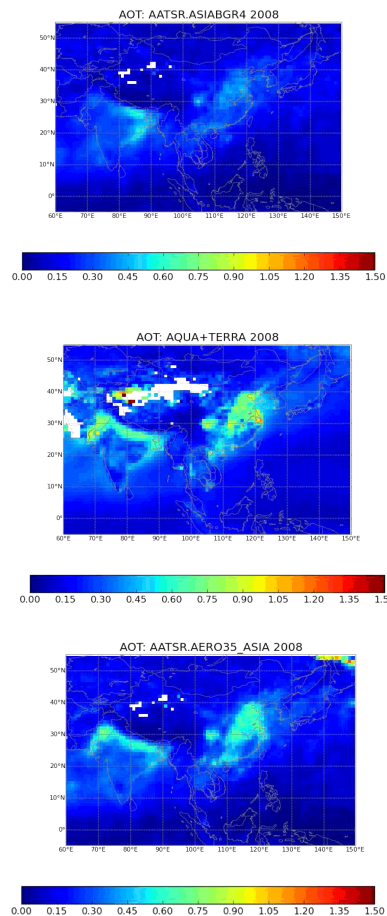 AOT: AATSR.ASIABGR4 2008
50°N
40°N
30°N
20°N
10°N
0°
60°E 70°E 80°E 90°E 100°E 110°E 120°E 130°E 140°E 150°E
0.00 0.15 0.30 0.45 0.60 0.75 0.90 1.05 1.20 1.35 1.50
AOT: AQUA+TERRA 2008
50°N
40°N
30°N
20°N
10°N
0°
60°E 70°E 80°E 90°E 100°E 110°E 120°E 130°E 140°E 150°E
0.00 0.15 0.30 0.45 0.60 0.75 0.90 1.05 1.20 1.35 1.5
AOT: AATSR.AERO35_ASIA 2008
50°N
40°N
30°N
20°N
10°N
0°
60°E 70°E 80°E 90°E 100°E 110°E 120°E 130°E 140°E 150°E
0.00 0.15 0.30 0.45 0.60 0.75 0.90 1.05 1.20 1.35 1.50